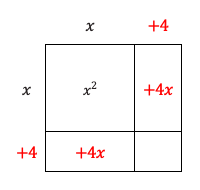 x +4
x x² +4x
+4 +4x